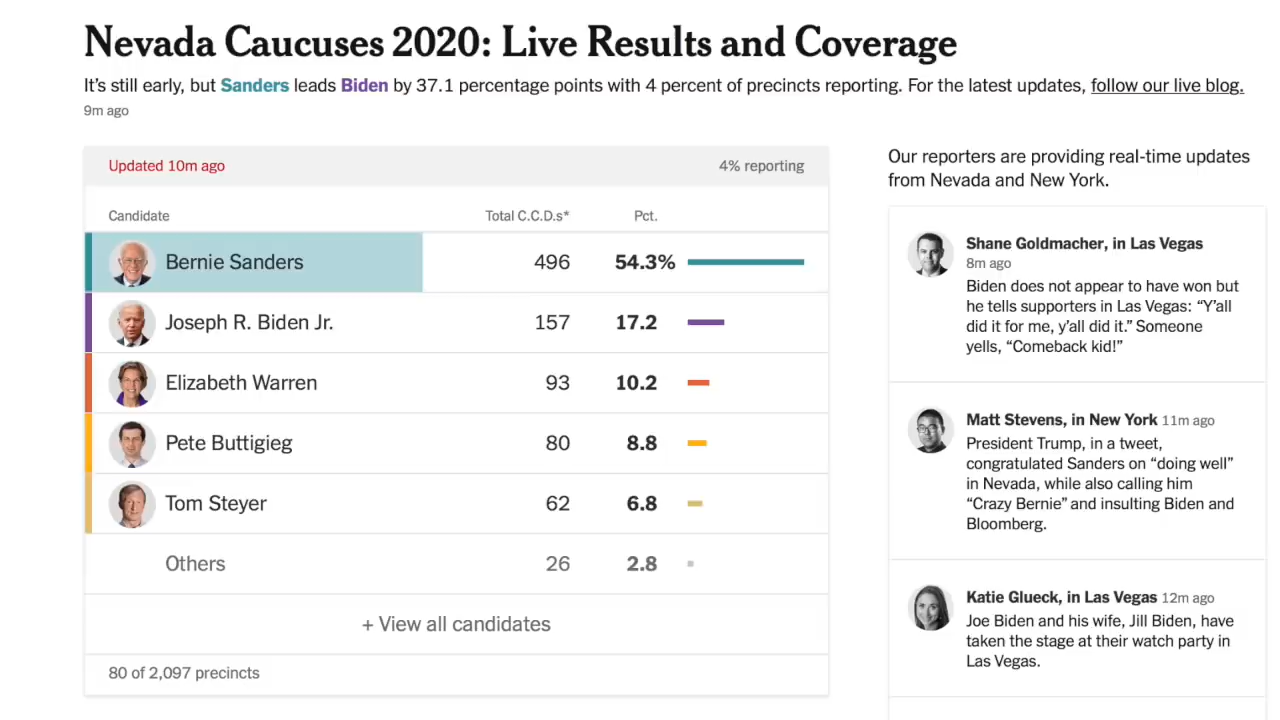 Nevada Caucuses 2020: Live Results and Coverage
It's still early, but Sanders leads Biden by 37.1 percentage points with 4 percent of precincts reporting. For the latest updates, follow our live blog.
9m ago
Updated 10m ago 4% reporting
Candidate Total C.C.D.s* Pct.
Bernie Sanders 496 54.3%
Joseph R. Biden Jr. 157 17.2
Elizabeth Warren 93 10.2
Pete Buttigieg 80 8.8
Tom Steyer 62 6.8
Others 26 2.8
+ View all candidates
80 of 2,097 precincts
Our reporters are providing real-time updates
from Nevada and New York.
Shane Goldmacher, in Las Vegas
8m ago
Biden does not appear to have won but
he tells supporters in Las Vegas: “Y'all
did it for me, y'all did it.” Someone
yells, “Comeback kid!”
Matt Stevens, in New York 11m ago
President Trump, in a tweet,
congratulated Sanders on “doing well”
in Nevada, while also calling him
“Crazy Bernie” and insulting Biden and
Bloomberg.
Katie Glueck, in Las Vegas 12m ago
Joe Biden and his wife, Jill Biden, have
taken the stage at their watch party in
Las Vegas.